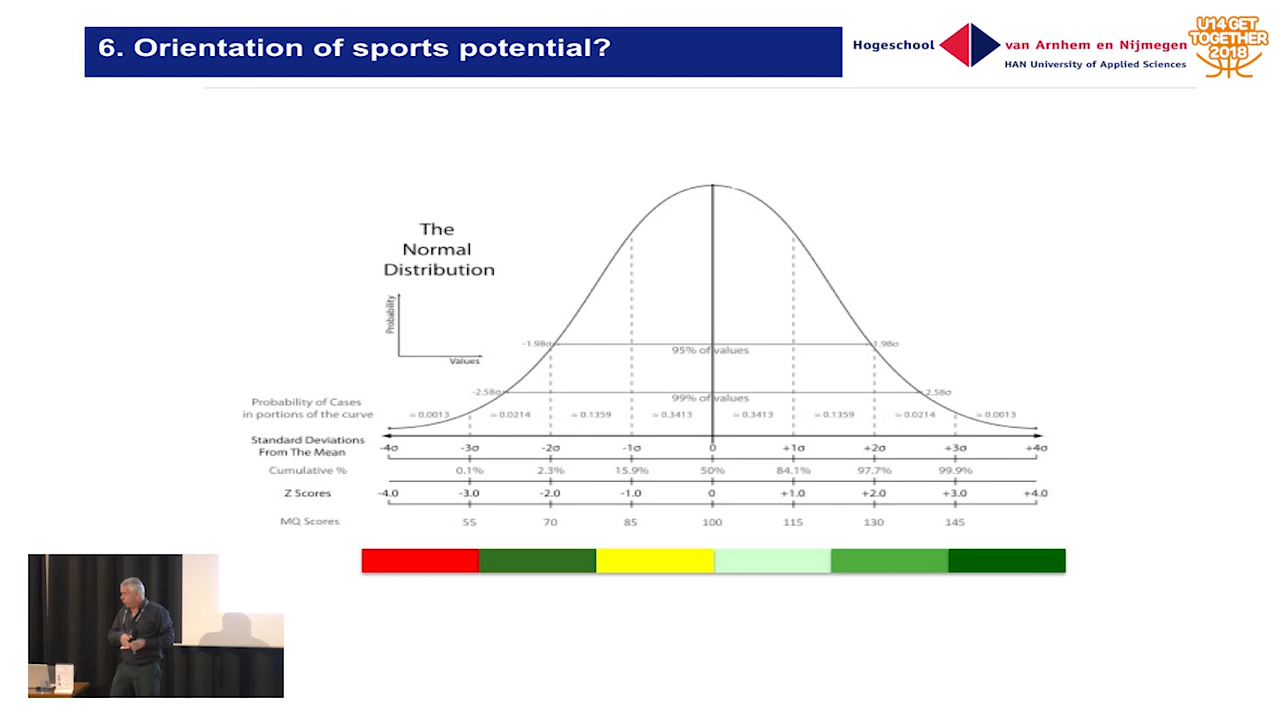 6. Orientation of sports potential?
Hogeschool van Arnhem en Nijmegen
HAN University of Applied Sciences
U14 GET
TOGETHER
2018
The
Normal
Distribution
Probability
Values
-1.98σ 95% of values 1.98σ
-2.58σ 99% of values 2.58σ
Probability of Cases
in portions of the curve ≈ 0.0013 ≈ 0.0214 ≈ 0.1359 ≈ 0.3413 ≈ 0.3413 ≈ 0.1359 ≈ 0.0214 ≈ 0.0013
Standard Deviations
From The Mean -4σ -3σ -2σ -1σ 0 +1σ +2σ +3σ +4σ
Cumulative % 0.1% 2.3% 15.9% 50% 84.1% 97.7% 99.9%
Z Scores -4.0 -3.0 -2.0 -1.0 0 +1.0 +2.0 +3.0 +4.0
MQ Scores 55 70 85 100 115 130 145